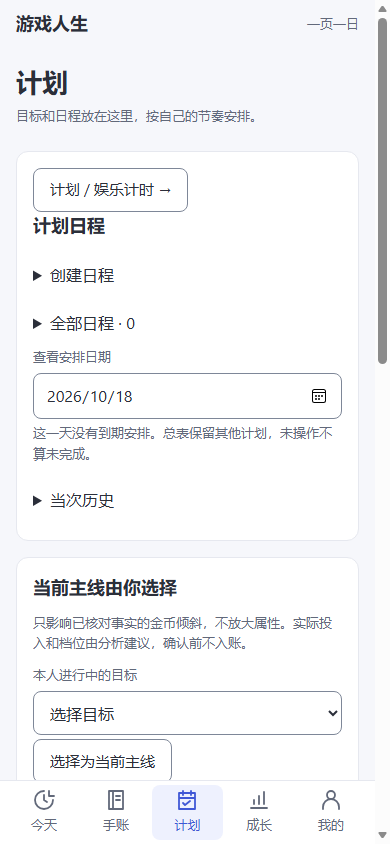 游戏人生
一页一日
计划
目标和日程放在这里，按自己的节奏安排。
计划 / 娱乐计时 →
计划日程
▶ 创建日程
▶ 全部日程 · 0
查看安排日期
2026/10/18
这一天没有到期安排。总表保留其他计划，未操作不
算未完成。
▶ 当次历史
当前主线由你选择
只影响已核对事实的金币倾斜，不放大属性。实际投
入和档位由分析建议，确认前不入账。
本人进行中的目标
选择目标
选择为当前主线
今天
手账
计划
成长
我的